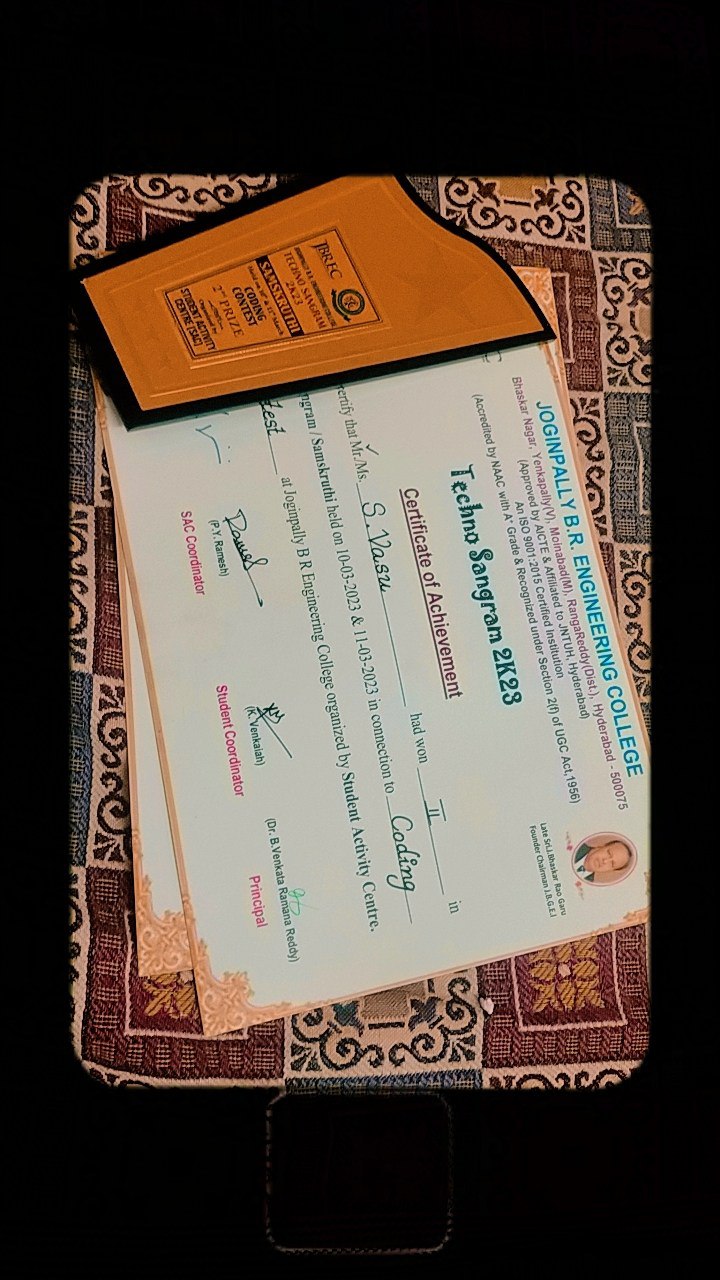 JOGINPALLY B.R. ENGINEERING COLLEGE
Bhaskar Nagar, Yenkapally(V), Moinabad(M), RangaReddy(Dist.), Hyderabad - 500075
(Approved by AICTE & Affiliated to JNTUH, Hyderabad)
An ISO 9001:2015 Certified Institution
(Accredited by NAAC with A+ Grade & Recognized under Section 2(f) of UGC Act,1956)
Late Sri.J.Bhaskar Rao Garu
Founder Chairman J.B.G.E.I
Techno Sangram 2K23
Certificate of Achievement
ertify that Mr./Ms. S.Vasu had won II in
ngram / Samskruthi held on 10-03-2023 & 11-03-2023 in connection to Coding
test at Joginpally B R Engineering College organized by Student Activity Centre.
(P.Y. Ramesh)
SAC Coordinator
(K. Venkaiah)
Student Coordinator
(Dr. B.Venkata Ramana Reddy)
Principal
JBREC
JOGINPALLY B.R. ENGINEERING COLLEGE
TECHNO SANGRAM
2K23
SAMSKRUTHI
Held on 10th & 11th March
CODING
CONTEST
2nd PRIZE
Organized by
STUDENT ACTIVITY
CENTRE (SAC)